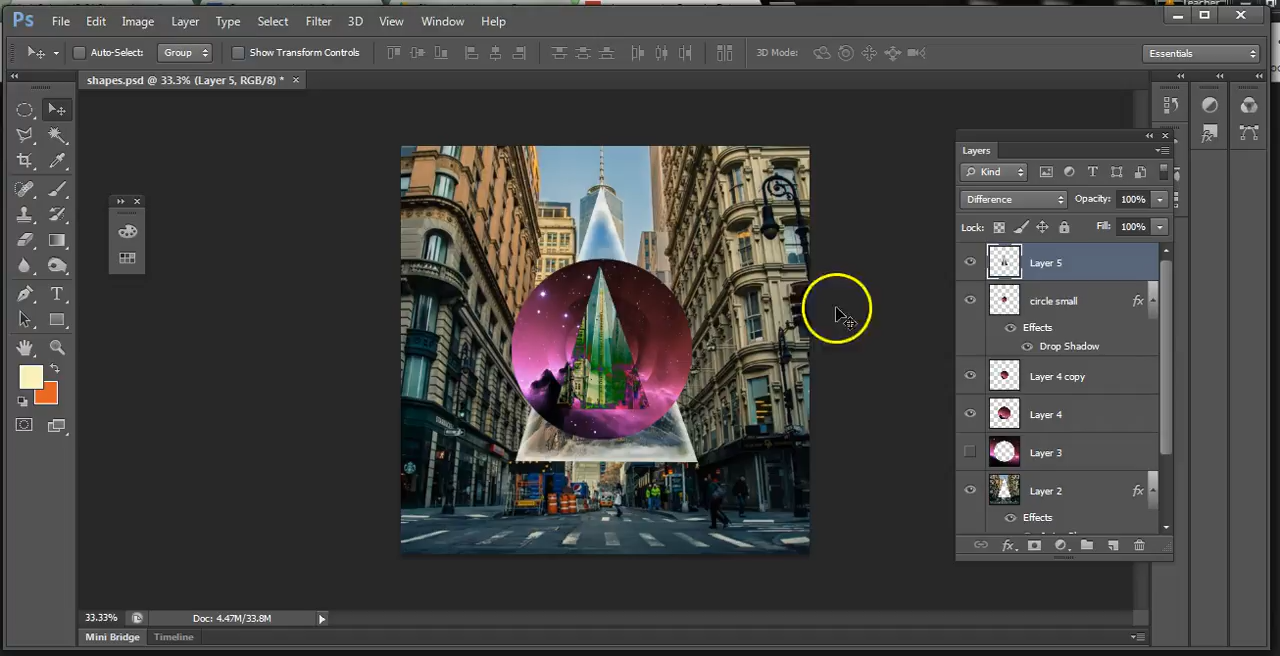 Ps File Edit Image Layer Type Select Filter 3D View Window Help
Auto-Select: Group Show Transform Controls 3D Mode: Essentials
shapes.psd @ 33.3% (Layer 5, RGB/8) *
Layers
Kind
Difference Opacity: 100%
Lock: Fill: 100%
Layer 5
circle small fx
Effects
Drop Shadow
Layer 4 copy
Layer 4
Layer 3
Layer 2 fx
Effects
33.33% Doc: 4.47M/33.8M
Mini Bridge Timeline